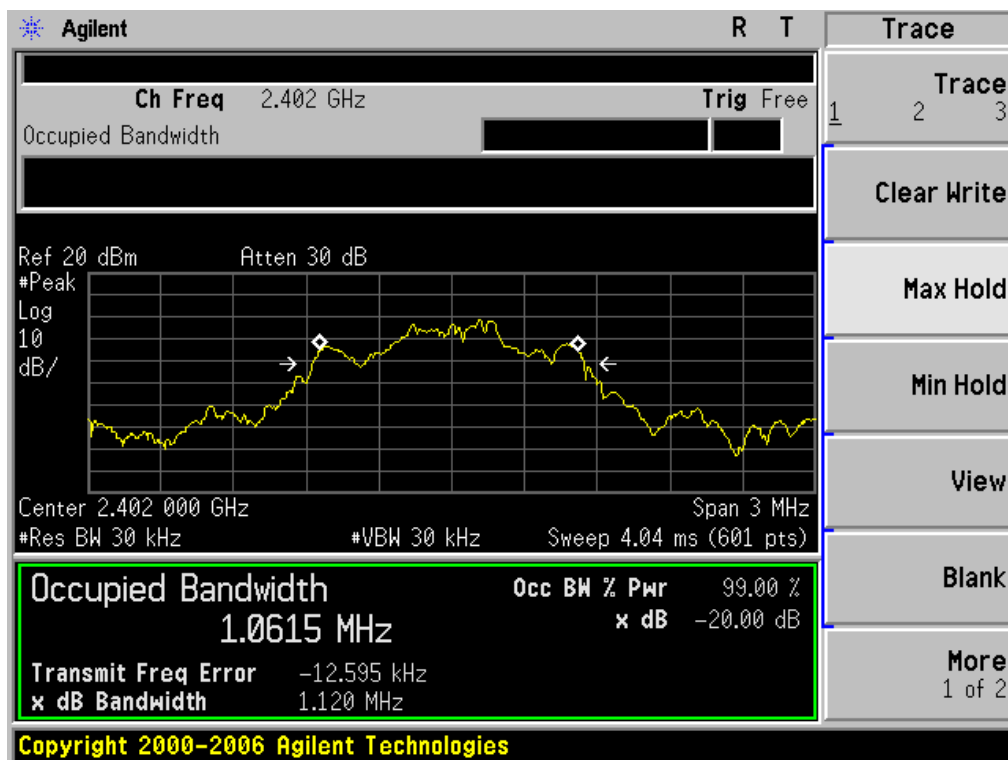 Agilent R T Trace
Ch Freq 2.402 GHz Trig Free
Occupied Bandwidth
Trace
1 2 3
Clear Write
Max Hold
Min Hold
View
Blank
More
1 of 2
Ref 20 dBm Atten 30 dB
#Peak
Log
10
dB/
Center 2.402 000 GHz Span 3 MHz
#Res BW 30 kHz #VBW 30 kHz Sweep 4.04 ms (601 pts)
Occupied Bandwidth Occ BW % Pwr 99.00 %
1.0615 MHz x dB -20.00 dB
Transmit Freq Error -12.595 kHz
x dB Bandwidth 1.120 MHz
Copyright 2000-2006 Agilent Technologies